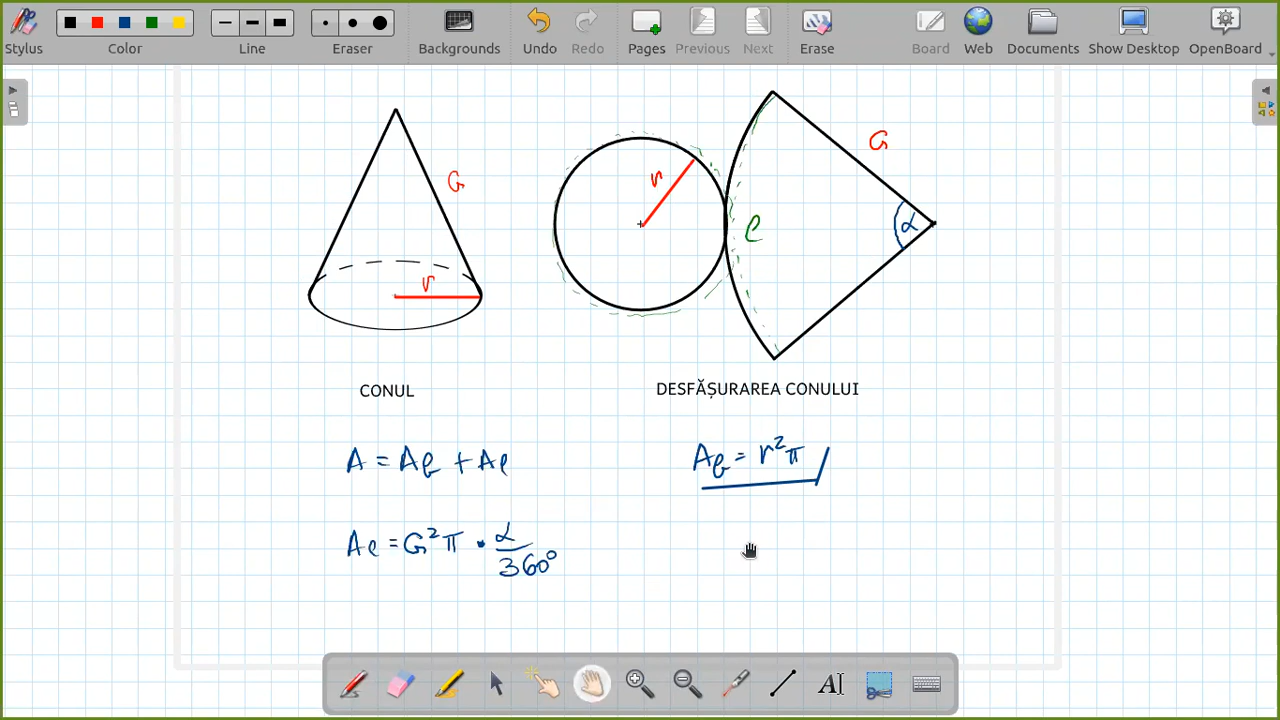 Stylus
Color
Line
Eraser
Backgrounds
Undo
Redo
Pages
Previous
Next
Erase
Board
Web
Documents
Show Desktop
OpenBoard
G
r
r
l
G
α
CONUL
DESFĂȘURAREA CONULUI
A = Ab + Al
Ab = r²π
Al = G²π · α/360°
AI